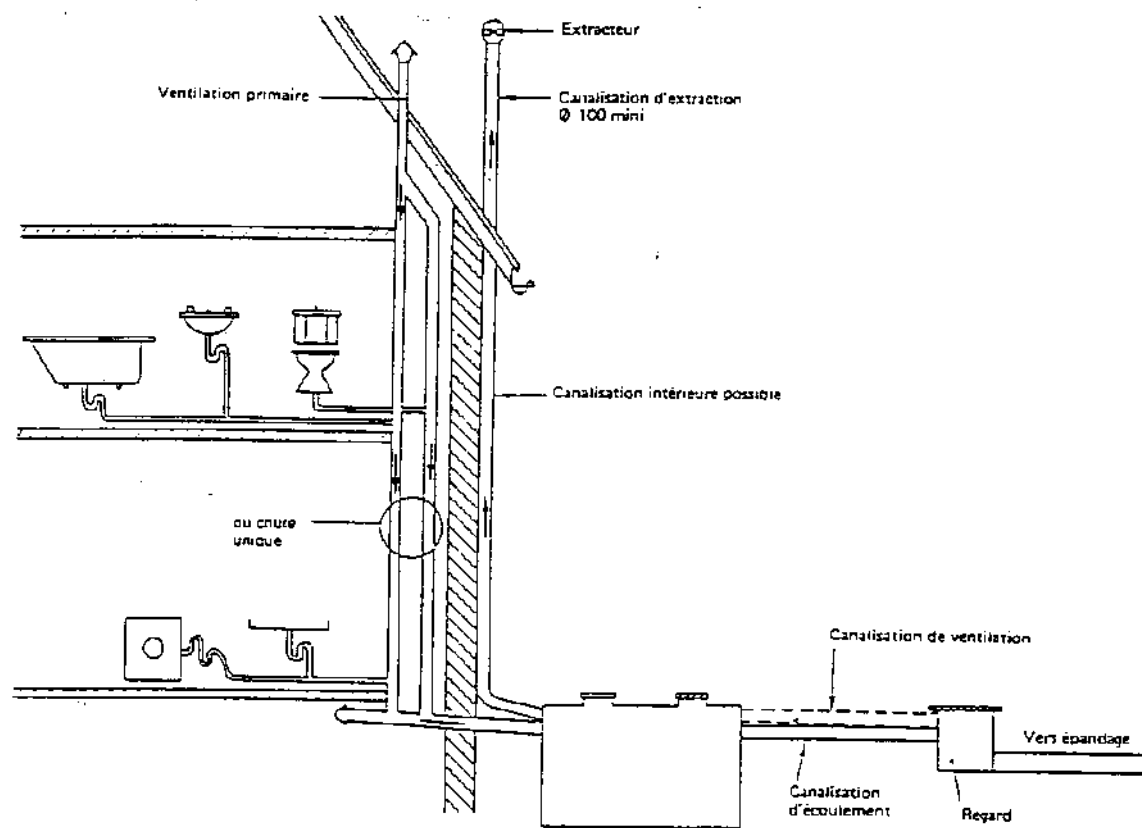 Extracteur
Ventilation primaire
Canalisation d'extraction
Ø 100 mini
Canalisation intérieure possible
ou chute
unique
Canalisation de ventilation
Vers épandage
Canalisation
d'écoulement
Regard